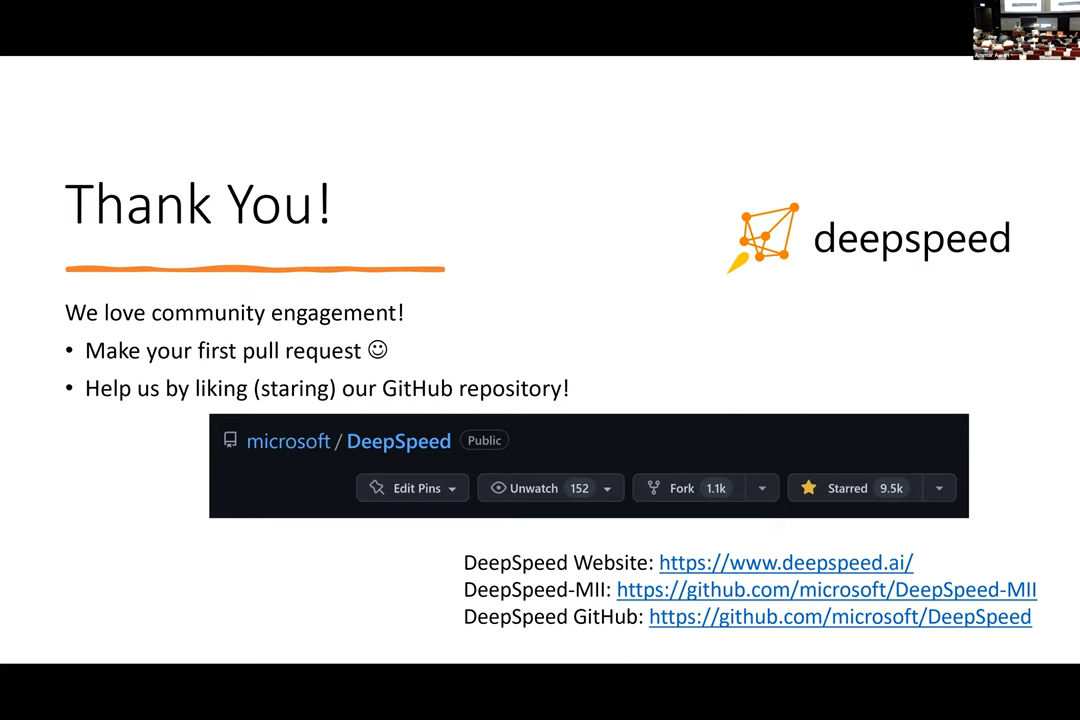 Ammar Awan
Thank You!
deepspeed
We love community engagement!
• Make your first pull request ☺
• Help us by liking (staring) our GitHub repository!
microsoft / DeepSpeed Public
Edit Pins Unwatch 152 Fork 1.1k Starred 9.5k
DeepSpeed Website: https://www.deepspeed.ai/
DeepSpeed-MII: https://github.com/microsoft/DeepSpeed-MII
DeepSpeed GitHub: https://github.com/microsoft/DeepSpeed